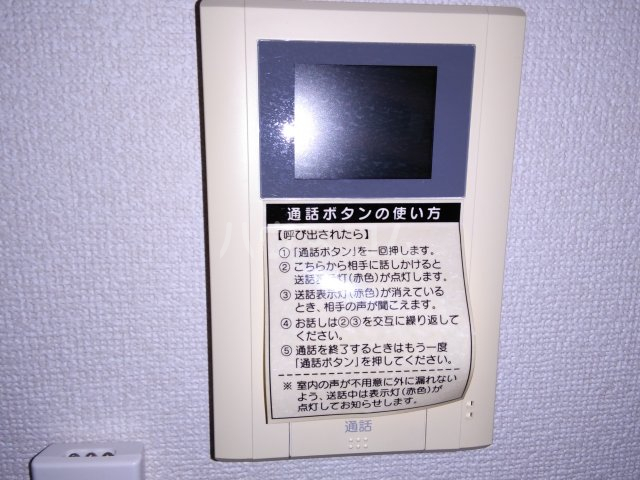 通話ボタンの使い方
【呼び出されたら】
①「通話ボタン」を一回押します。
②こちらから相手に話しかけると
送話表示灯(赤色)が点灯します。
③送話表示灯(赤色)が消えている
とき、相手の声が聞こえます。
④お話しは②③を交互に繰り返して
ください。
⑤通話を終了するときはもう一度
「通話ボタン」を押してください。
※室内の声が不用意に外に漏れない
よう、送話中は表示灯(赤色)が
点灯してお知らせします。
通話